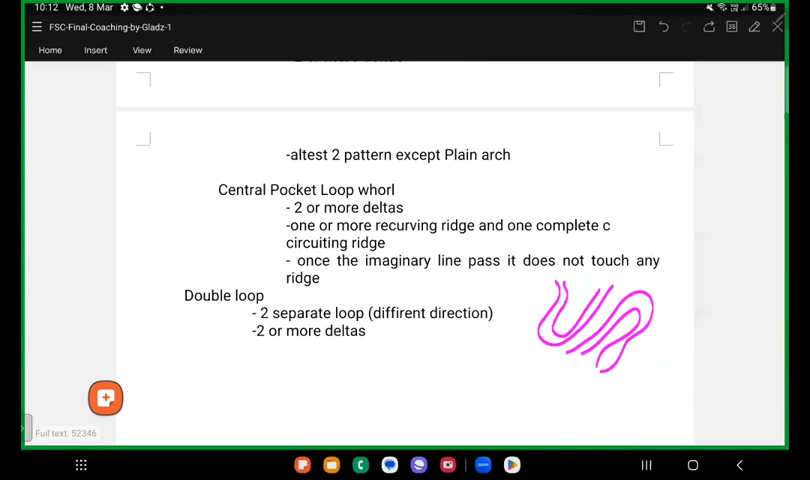 10:12 Wed, 8 Mar
65%
FSC-Final-Coaching-by-Gladz-1
35
Home Insert View Review
-altest 2 pattern except Plain arch
Central Pocket Loop whorl
- 2 or more deltas
-one or more recurving ridge and one complete c
circuiting ridge
- once the imaginary line pass it does not touch any
ridge
Double loop
- 2 separate loop (diffirent direction)
-2 or more deltas
Full text: 52346
zoom